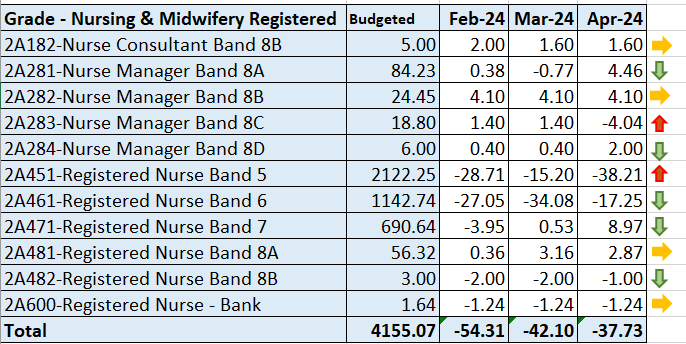 Grade - Nursing & Midwifery Registered Budgeted Feb-24 Mar-24 Apr-24
2A182-Nurse Consultant Band 8B 5.00 2.00 1.60 1.60
2A281-Nurse Manager Band 8A 84.23 0.38 -0.77 4.46
2A282-Nurse Manager Band 8B 24.45 4.10 4.10 4.10
2A283-Nurse Manager Band 8C 18.80 1.40 1.40 -4.04
2A284-Nurse Manager Band 8D 6.00 0.40 0.40 2.00
2A451-Registered Nurse Band 5 2122.25 -28.71 -15.20 -38.21
2A461-Registered Nurse Band 6 1142.74 -27.05 -34.08 -17.25
2A471-Registered Nurse Band 7 690.64 -3.95 0.53 8.97
2A481-Registered Nurse Band 8A 56.32 0.36 3.16 2.87
2A482-Registered Nurse Band 8B 3.00 -2.00 -2.00 -1.00
2A600-Registered Nurse - Bank 1.64 -1.24 -1.24 -1.24
Total 4155.07 -54.31 -42.10 -37.73